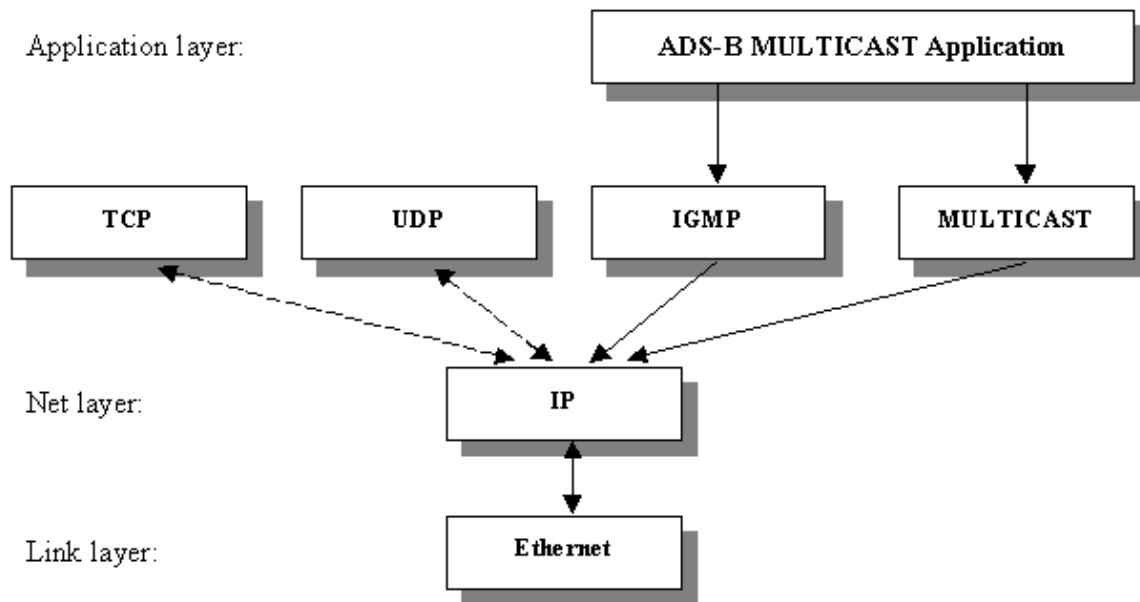 Application layer:
ADS-B MULTICAST Application
TCP
UDP
IGMP
MULTICAST
Net layer:
IP
Link layer:
Ethernet